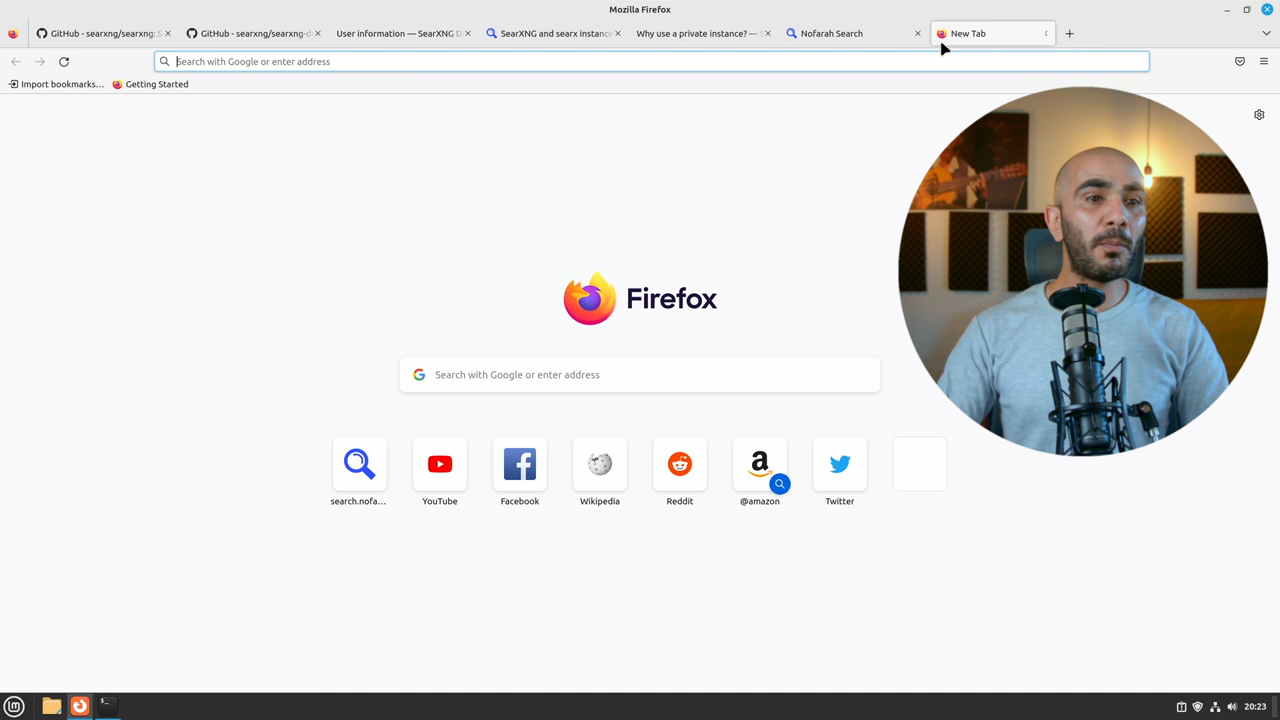 Mozilla Firefox
GitHub - searxng/searxng: S
GitHub - searxng/searxng-d
User information — SearXNG D
SearXNG and searx instance
Why use a private instance? — S
Nofarah Search
New Tab
Search with Google or enter address
Import bookmarks...
Getting Started
Firefox
Search with Google or enter address
search.nofa...
YouTube
Facebook
Wikipedia
Reddit
@amazon
Twitter
20:23